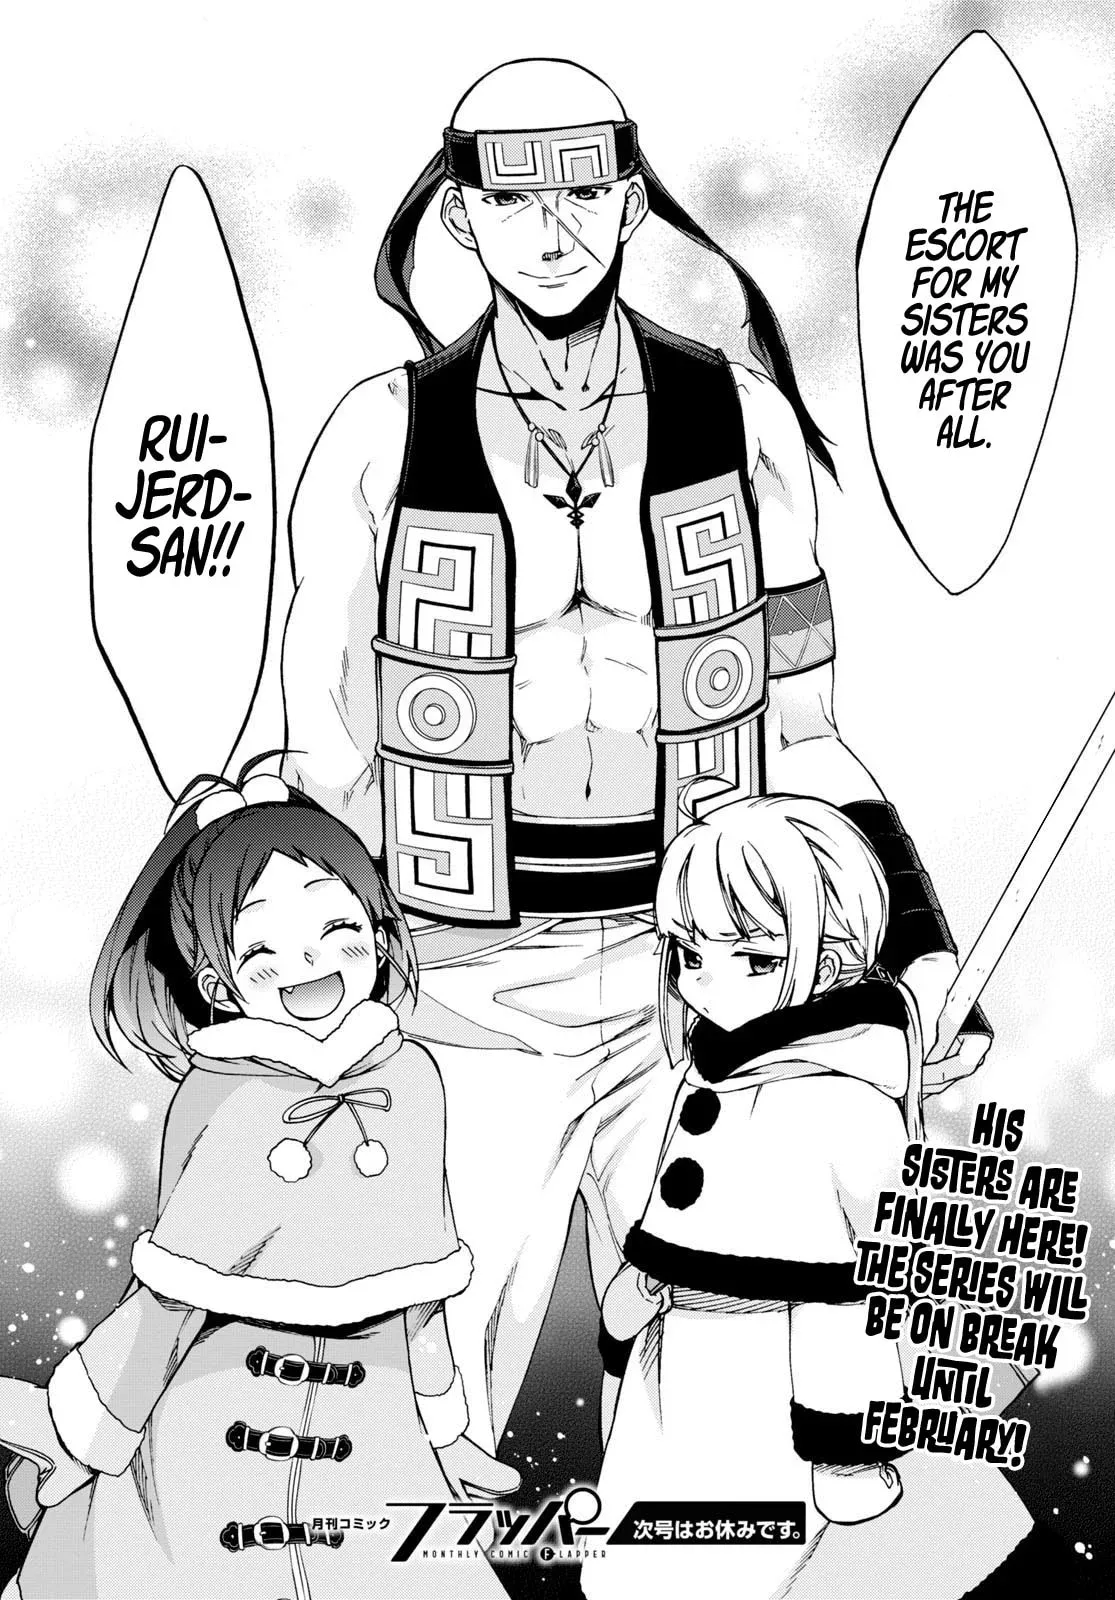 THE
ESCORT
FOR MY
SISTERS
WAS YOU
AFTER
ALL.
RUI-
JERD-
SAN!!
HIS
SISTERS ARE
FINALLY HERE!
THE SERIES WILL
BE ON BREAK
UNTIL
FEBRUARY!
月刊コミック
フラッパー
MONTHLY COMIC FLAPPER
次号はお休みです。